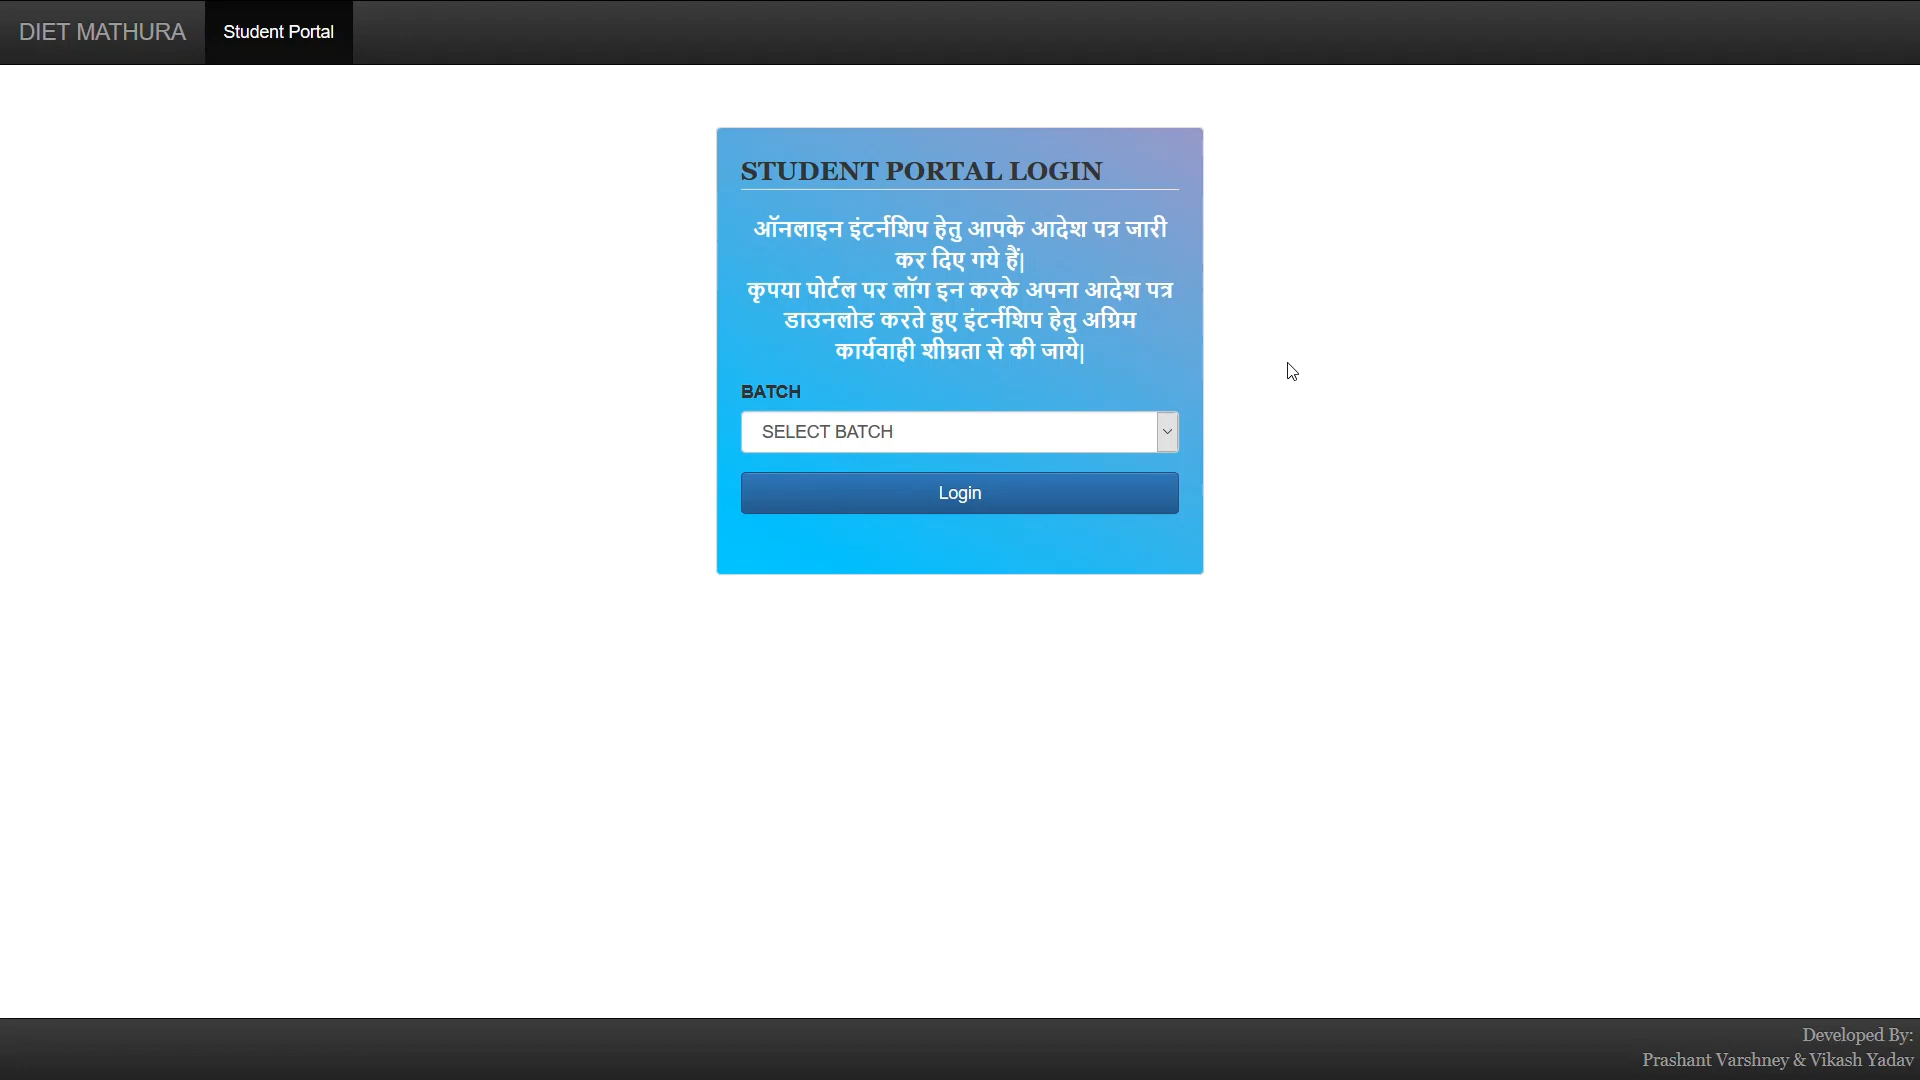 DIET MATHURA Student Portal
STUDENT PORTAL LOGIN
ऑनलाइन इंटर्नशिप हेतु आपके आदेश पत्र जारी
कर दिए गये हैं|
कृपया पोर्टल पर लॉग इन करके अपना आदेश पत्र
डाउनलोड करते हुए इंटर्नशिप हेतु अग्रिम
कार्यवाही शीघ्रता से की जाये|
BATCH
SELECT BATCH
Login
Developed By:
Prashant Varshney & Vikash Yadav